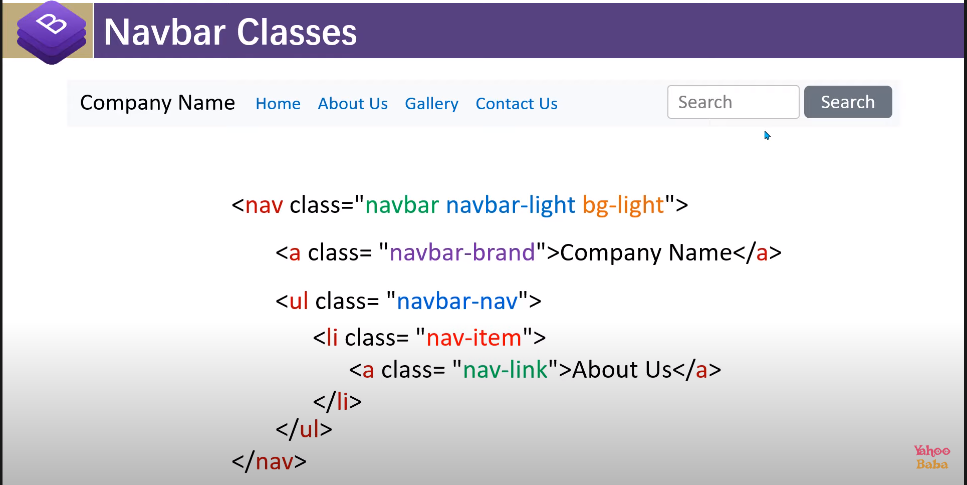 B
Navbar Classes
Company Name Home About Us Gallery Contact Us Search Search
<nav class="navbar navbar-light bg-light">
<a class= "navbar-brand">Company Name</a>
<ul class= "navbar-nav">
<li class= "nav-item">
<a class= "nav-link">About Us</a>
</li>
</ul>
</nav>
Yahoo
Baba